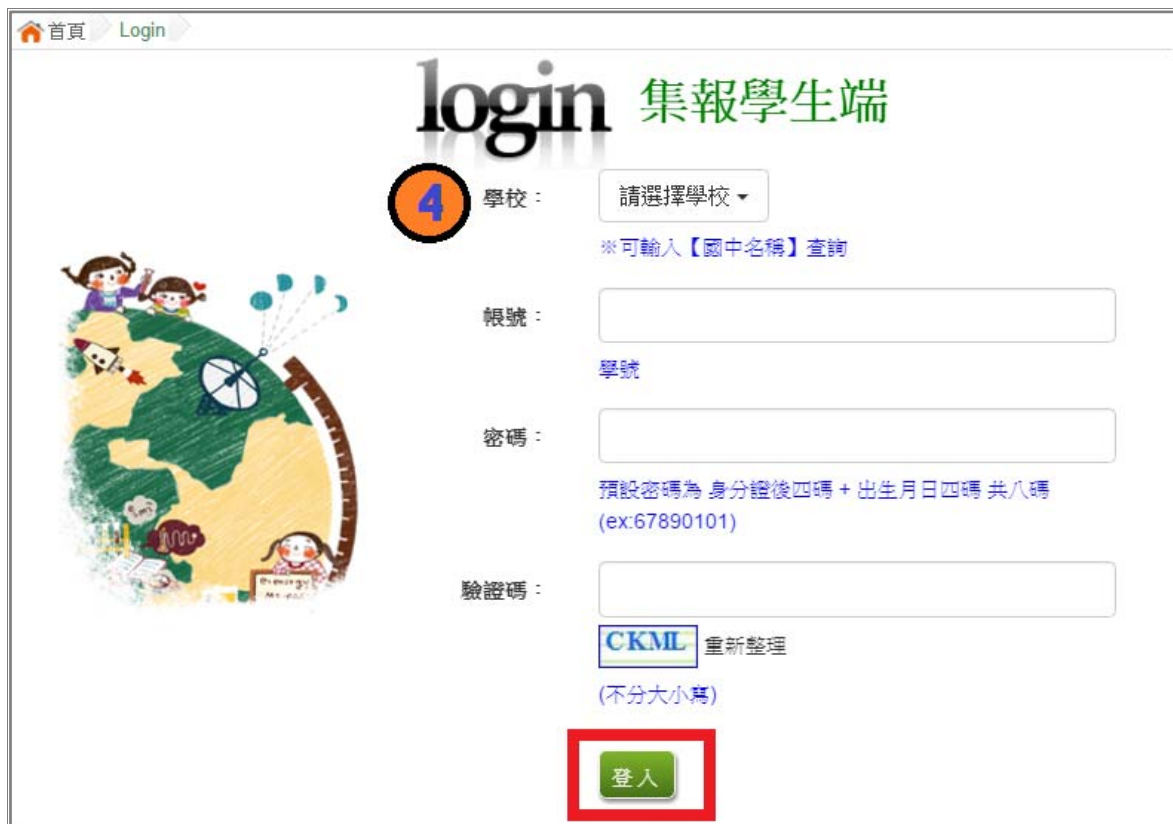 首頁 Login
login 集報學生端
4 學校： 請選擇學校
※可輸入【國中名稱】查詢
帳號：
學號
密碼：
預設密碼為 身分證後四碼 + 出生月日四碼 共八碼
(ex:67890101)
驗證碼：
CKML 重新整理
(不分大小寫)
登入